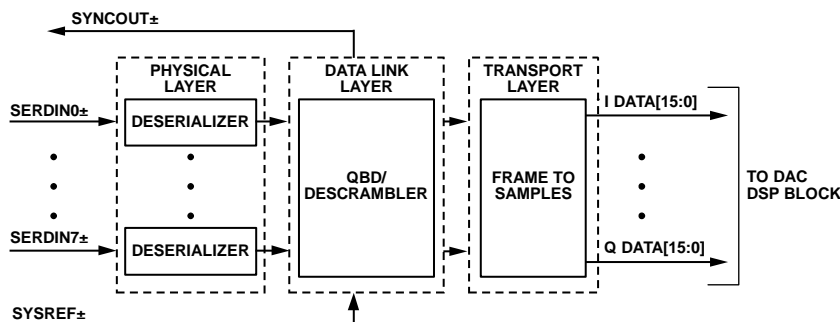 SYNCOUT±
PHYSICAL
LAYER
DATA LINK
LAYER
TRANSPORT
LAYER
SERDIN0±
DESERIALIZER
QBD/
DESCRAMBLER
FRAME TO
SAMPLES
I DATA[15:0]
TO DAC
DSP BLOCK
SERDIN7±
DESERIALIZER
Q DATA[15:0]
SYSREF±